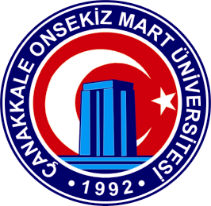 ÇANAKKALE ONSEKİZ MART ÜNİVERSİTESİ
• 1992 •